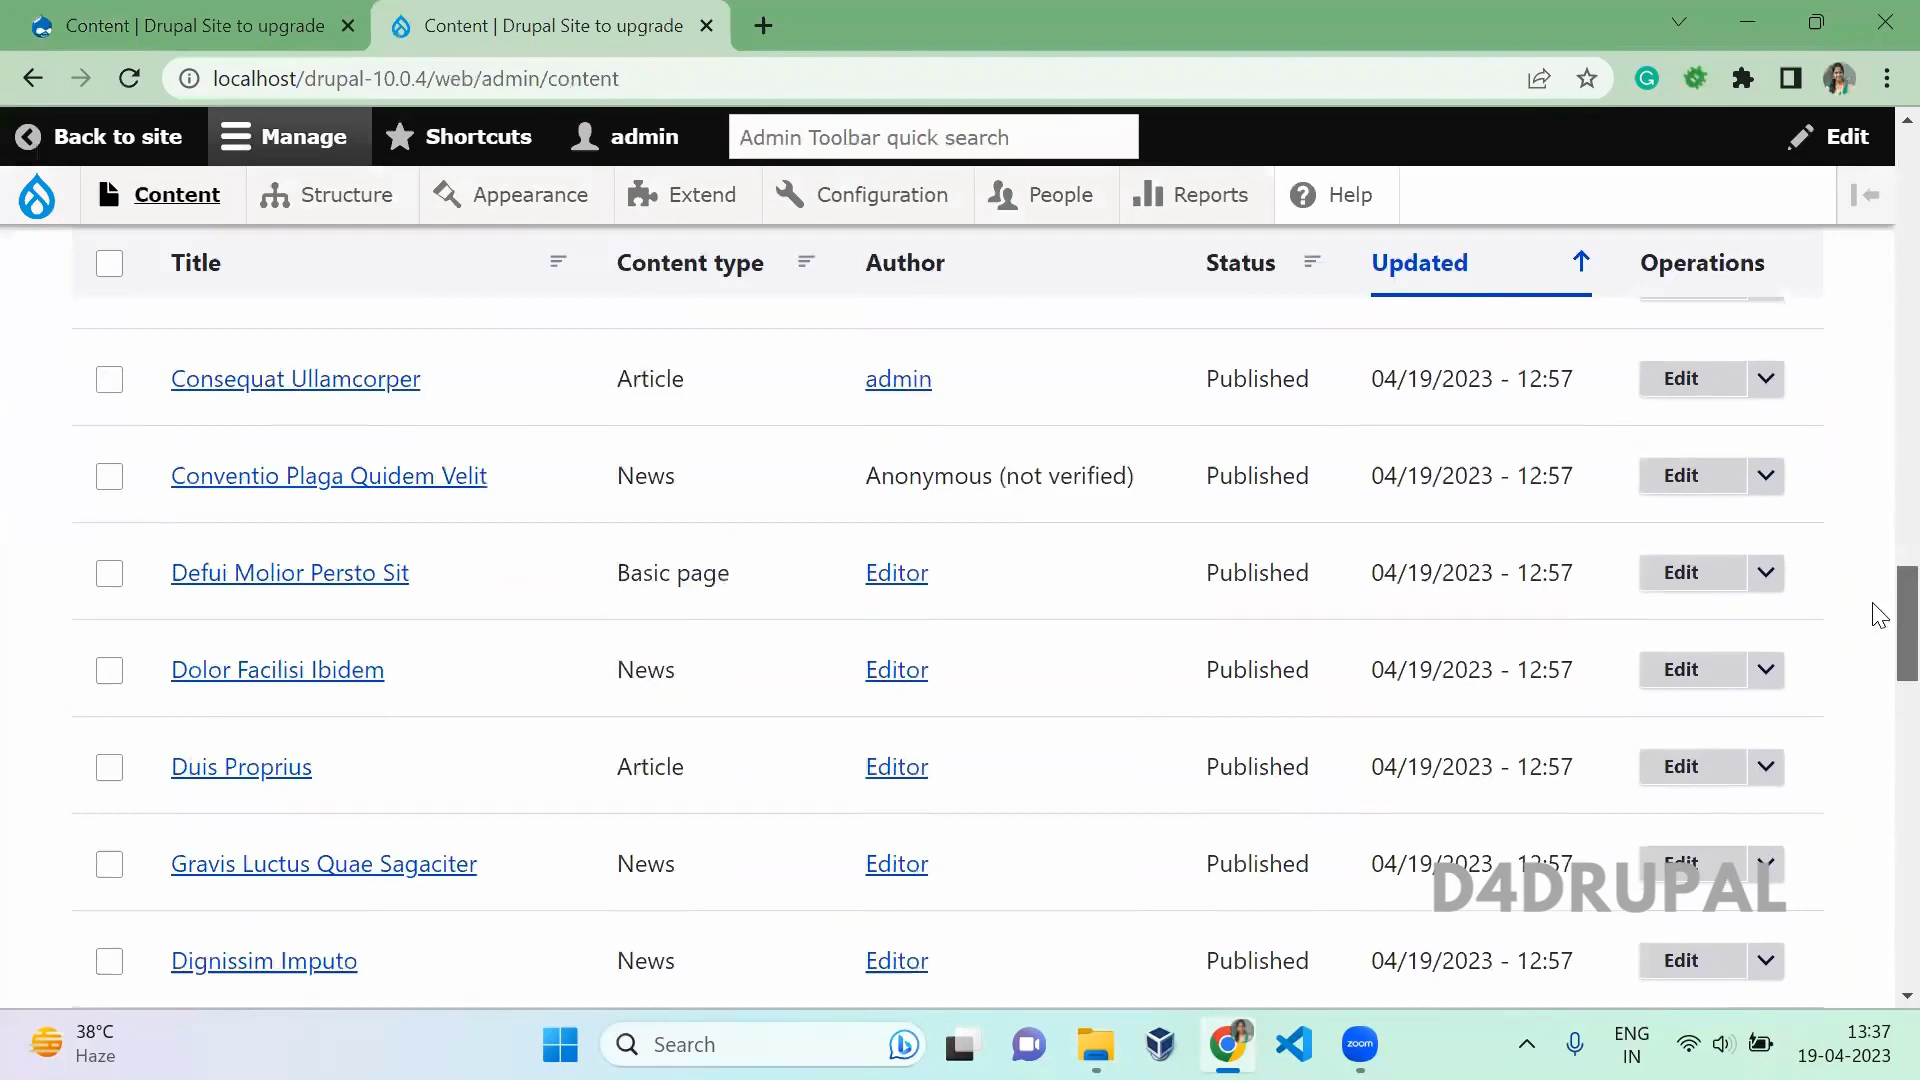 Content | Drupal Site to upgrade
Content | Drupal Site to upgrade
localhost/drupal-10.0.4/web/admin/content
Back to site Manage Shortcuts admin Admin Toolbar quick search Edit
Content Structure Appearance Extend Configuration People Reports Help
Title Content type Author Status Updated Operations
Consequat Ullamcorper Article admin Published 04/19/2023 - 12:57 Edit
Conventio Plaga Quidem Velit News Anonymous (not verified) Published 04/19/2023 - 12:57 Edit
Defui Molior Persto Sit Basic page Editor Published 04/19/2023 - 12:57 Edit
Dolor Facilisi Ibidem News Editor Published 04/19/2023 - 12:57 Edit
Duis Proprius Article Editor Published 04/19/2023 - 12:57 Edit
Gravis Luctus Quae Sagaciter News Editor Published 04/19/2023 - 12:57 Edit
D4DRUPAL
Dignissim Imputo News Editor Published 04/19/2023 - 12:57 Edit
38°C
Haze
Search
zoom
ENG
IN
13:37
19-04-2023